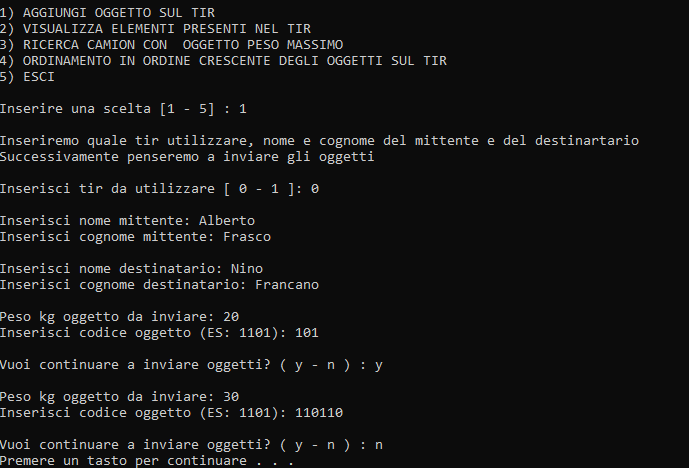 1) AGGIUNGI OGGETTO SUL TIR
2) VISUALIZZA ELEMENTI PRESENTI NEL TIR
3) RICERCA CAMION CON  OGGETTO PESO MASSIMO
4) ORDINAMENTO IN ORDINE CRESCENTE DEGLI OGGETTI SUL TIR
5) ESCI
Inserire una scelta [1 - 5] : 1
Inseriremo quale tir utilizzare, nome e cognome del mittente e del destinartario
Successivamente penseremo a inviare gli oggetti
Inserisci tir da utilizzare [ 0 - 1 ]: 0
Inserisci nome mittente: Alberto
Inserisci cognome mittente: Frasco
Inserisci nome destinatario: Nino
Inserisci cognome destinatario: Francano
Peso kg oggetto da inviare: 20
Inserisci codice oggetto (ES: 1101): 101
Vuoi continuare a inviare oggetti? ( y - n ) : y
Peso kg oggetto da inviare: 30
Inserisci codice oggetto (ES: 1101): 110110
Vuoi continuare a inviare oggetti? ( y - n ) : n
Premere un tasto per continuare . . .